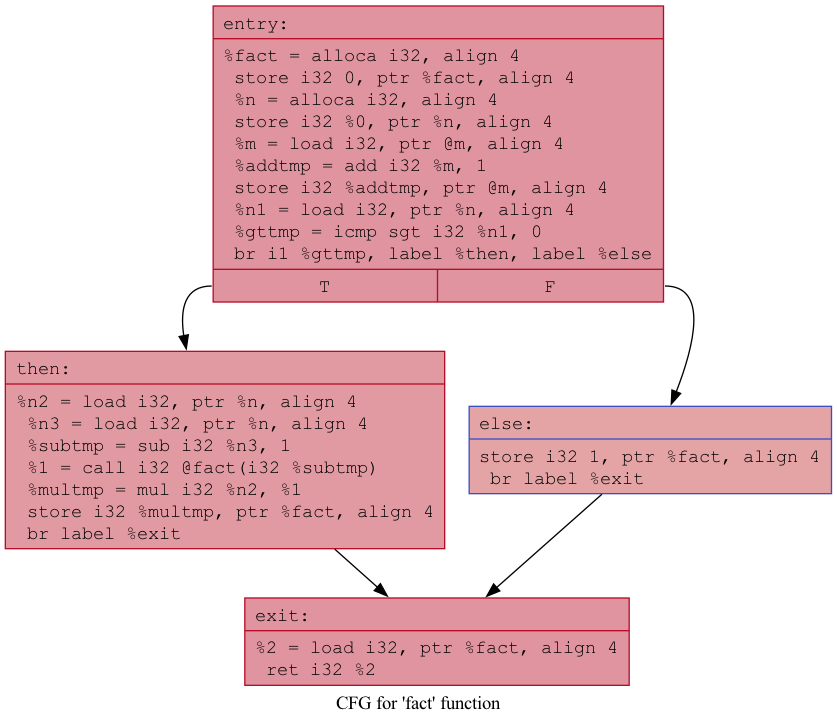 entry:
%fact = alloca i32, align 4
store i32 0, ptr %fact, align 4
%n = alloca i32, align 4
store i32 %0, ptr %n, align 4
%m = load i32, ptr @m, align 4
%addtmp = add i32 %m, 1
store i32 %addtmp, ptr @m, align 4
%n1 = load i32, ptr %n, align 4
%gttmp = icmp sgt i32 %n1, 0
br i1 %gttmp, label %then, label %else
T F
then:
%n2 = load i32, ptr %n, align 4
%n3 = load i32, ptr %n, align 4
%subtmp = sub i32 %n3, 1
%1 = call i32 @fact(i32 %subtmp)
%multmp = mul i32 %n2, %1
store i32 %multmp, ptr %fact, align 4
br label %exit
else:
store i32 1, ptr %fact, align 4
br label %exit
exit:
%2 = load i32, ptr %fact, align 4
ret i32 %2
CFG for 'fact' function